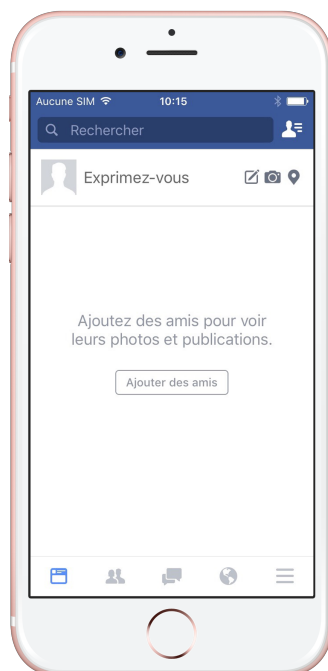 Aucune SIM 10:15
Rechercher
Exprimez-vous
Ajoutez des amis pour voir
leurs photos et publications.
Ajouter des amis